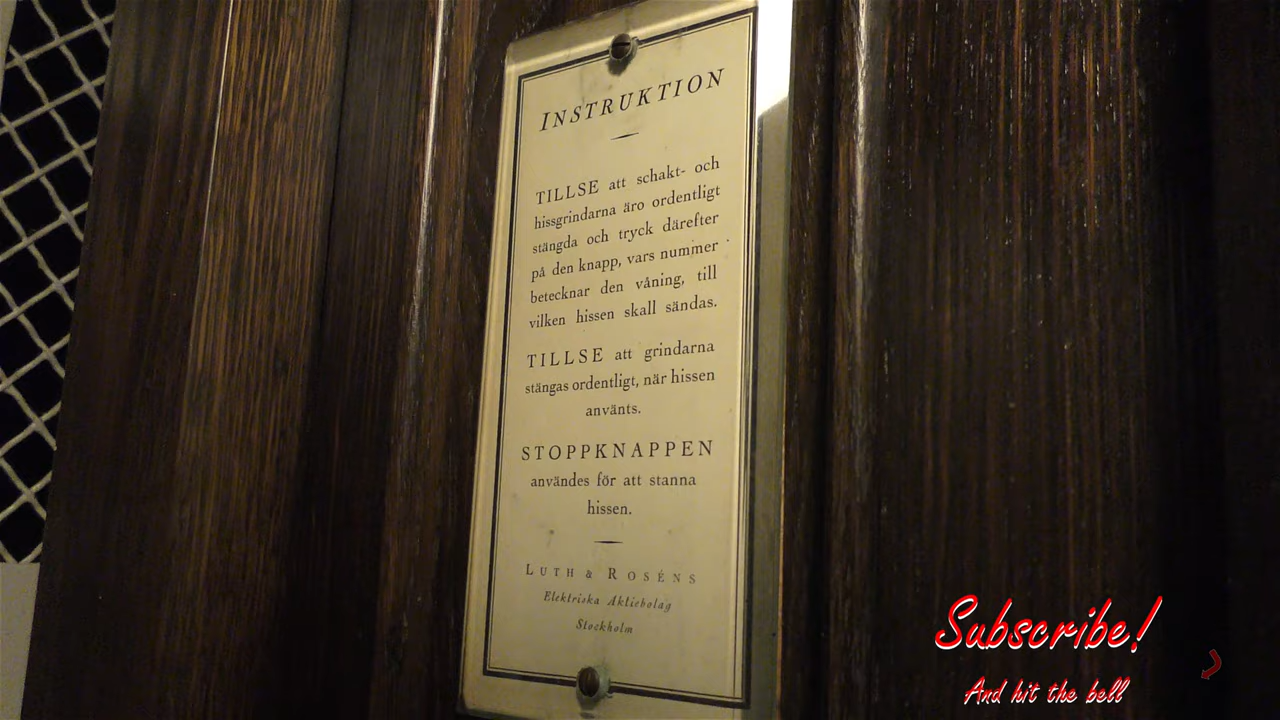 INSTRUKTION
TILLSE att schakt- och
hissgrindarna äro ordentligt
stängda och tryck därefter
på den knapp, vars nummer
betecknar den våning, till
vilken hissen skall sändas.
TILLSE att grindarna
stängas ordentligt, när hissen
använts.
STOPPKNAPPEN
användes för att stanna
hissen.
LUTH & ROSÉNS
Elektriska Aktiebolag
Stockholm
Subscribe!
And hit the bell